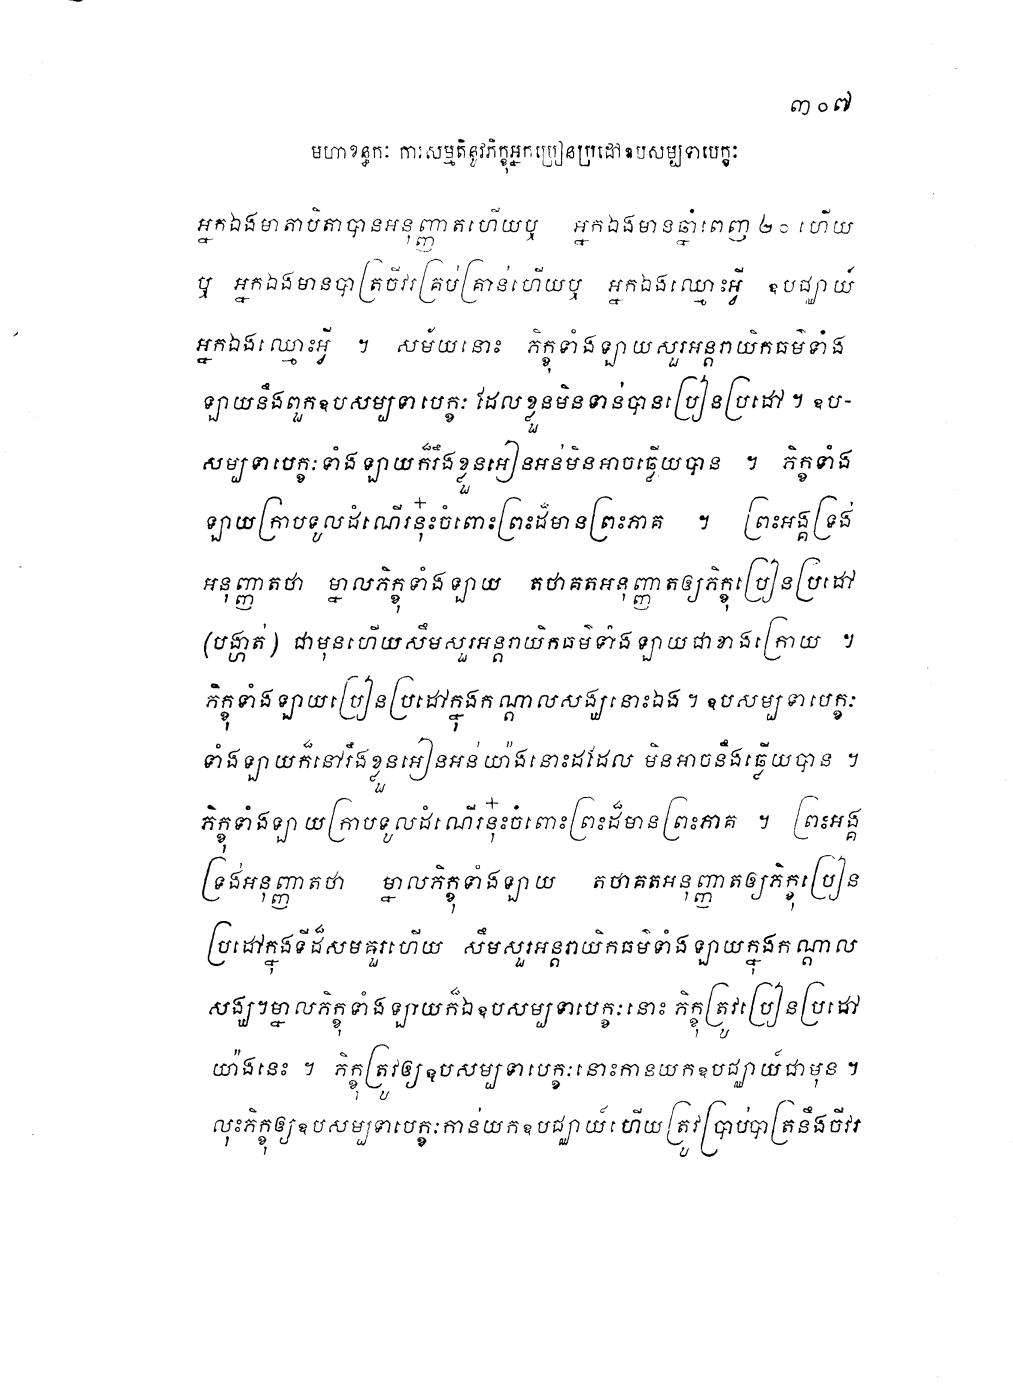 ៣០៧
មហាខន្ធកៈ ការសម្មតិនូវភិក្ខុអ្នកប្រៀនប្រដៅឧបសម្បទាបេក្ខៈ
អ្នកឯងមាតាបិតាបានអនុញ្ញាតហើយឬ អ្នកឯងមានឆ្នាំពេញ ២០ ហើយ
ឬ អ្នកឯងមានបាត្រចីវរគ្រប់គ្រាន់ហើយឬ អ្នកឯងឈ្មោះអ្វី ឧបជ្ឈាយ៍
អ្នកឯងឈ្មោះអ្វី ។ សម័យនោះ ភិក្ខុទាំងឡាយសួរអន្តរាយិកធម៌ទាំង
ឡាយនឹងពួកឧបសម្បទាបេក្ខៈ ដែលខ្លួនមិនទាន់បានប្រៀនប្រដៅ ។ ឧប-
សម្បទាបេក្ខៈទាំងឡាយក៏រឹងខ្លួនអៀនអន់មិនអាចធ្វើយបាន ។ ភិក្ខុទាំង
ឡាយក្រាបទូលដំណើរនុ៎ះចំពោះព្រះដ៏មានព្រះភាគ ។ ព្រះអង្គទ្រង់
អនុញ្ញាតថា ម្នាលភិក្ខុទាំងឡាយ តថាគតអនុញ្ញាតឲ្យភិក្ខុប្រៀនប្រដៅ
(បង្ហាត់) ជាមុនហើយសឹមសួរអន្តរាយិកធម៌ទាំងឡាយជាខាងក្រោយ ។
ភិក្ខុទាំងឡាយប្រៀនប្រដៅក្នុងកណ្តាលសង្ឃនោះឯង ។ ឧបសម្បទាបេក្ខៈ
ទាំងឡាយក៏នៅរឹងខ្លួនអៀនអន់យ៉ាងនោះដដែល មិនអាចនឹងធ្វើយបាន ។
ភិក្ខុទាំងឡាយក្រាបទូលដំណើរនុ៎ះចំពោះព្រះដ៏មានព្រះភាគ ។ ព្រះអង្គ
ទ្រង់អនុញ្ញាតថា ម្នាលភិក្ខុទាំងឡាយ តថាគតអនុញ្ញាតឲ្យភិក្ខុប្រៀន
ប្រដៅក្នុងទីដ៏សមគួរហើយ សឹមសួរអន្តរាយិកធម៌ទាំងឡាយក្នុងកណ្តាល
សង្ឃ ។ ម្នាលភិក្ខុទាំងឡាយក៏ឯឧបសម្បទាបេក្ខៈនោះ ភិក្ខុត្រូវប្រៀនប្រដៅ
យ៉ាងនេះ ។ ភិក្ខុត្រូវឲ្យឧបសម្បទាបេក្ខៈនោះកានយកឧបជ្ឈាយ៍ជាមុន ។
លុះភិក្ខុឲ្យឧបសម្បទាបេក្ខៈកាន់យកឧបជ្ឈាយ៍ហើយត្រូវប្រាប់បាត្រនឹងចីវរ